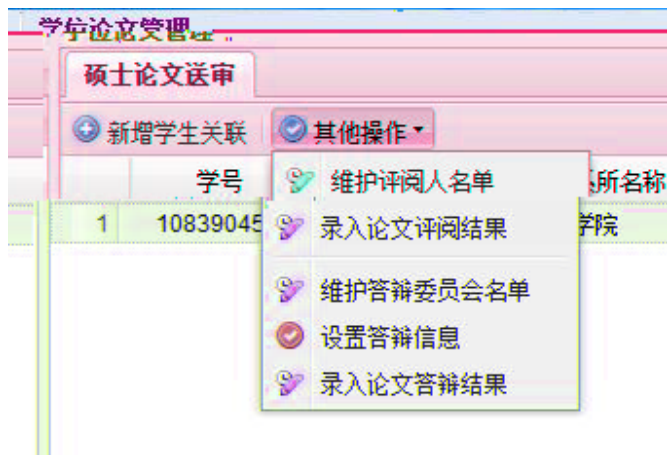 学位论文管理
硕士论文送审
新增学生关联 其他操作
学号 所名称
维护评阅人名单
1 10839045 学院
录入论文评阅结果
维护答辩委员会名单
设置答辩信息
录入论文答辩结果